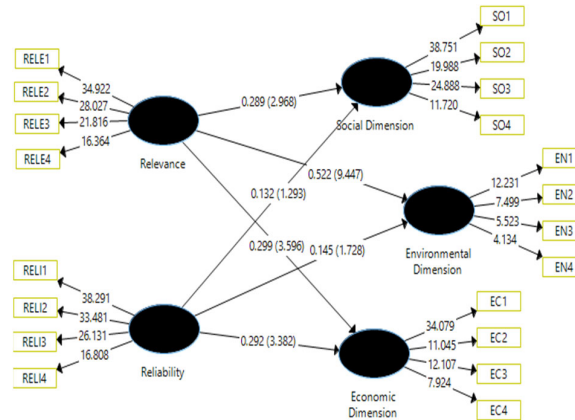 SO1
38.751
SO2
19.988
24.888
SO3
11.720
SO4
Social Dimension
RELE1
34.922
RELE2
28.027
RELE3
21.816
RELE4
16.364
Relevance
0.289 (2.968)
0.522 (9.447)
0.132 (1.293)
0.299 (3.596)
0.145 (1.728)
0.292 (3.382)
EN1
12.231
EN2
7.499
5.523
EN3
4.134
EN4
Environmental
Dimension
RELI1
38.291
RELI2
33.481
RELI3
26.131
RELI4
16.808
Reliability
EC1
34.079
EC2
11.045
12.107
EC3
7.924
EC4
Economic
Dimension